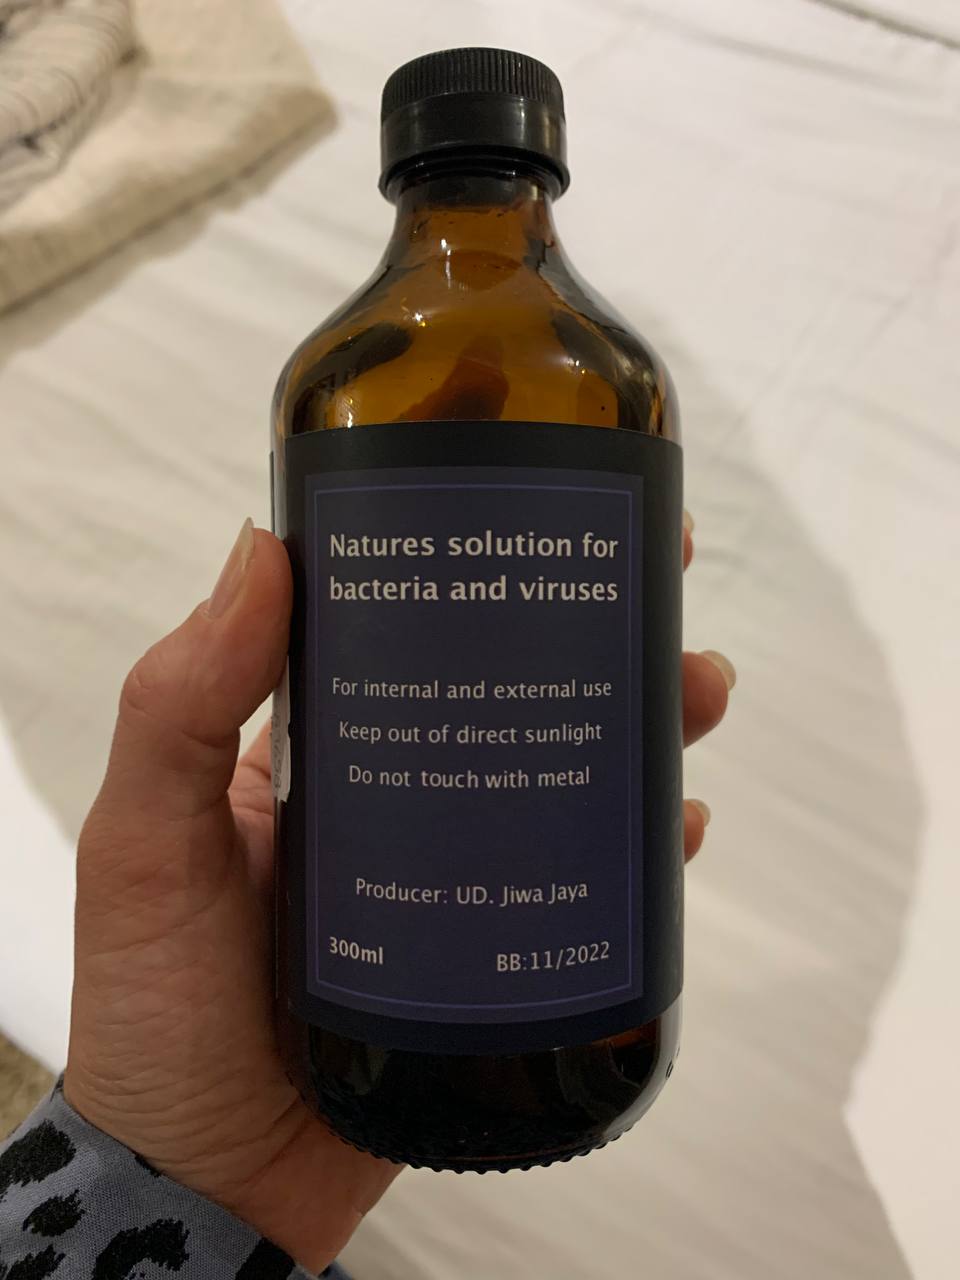 Natures solution for
bacteria and viruses
For internal and external use
Keep out of direct sunlight
Do not touch with metal
Producer: UD. Jiwa Jaya
300ml
BB:11/2022